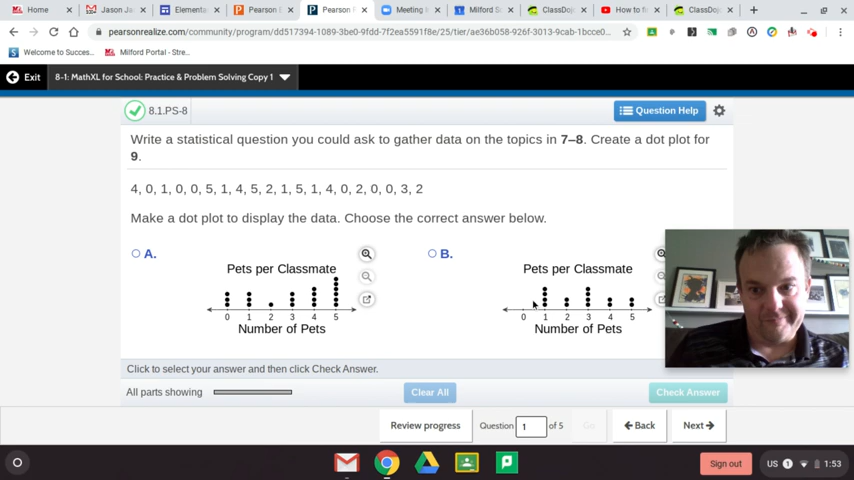 Home
Jason Ja
Elementa
Pearson
Pearson F
Meeting i
Milford S
ClassDojo
How to fi
ClassDojo
pearsonrealize.com/community/program/dd517394-1089-3be0-9fdd-7f2ea5591f8e/25/tier/ae36b058-926f-3013-9cab-1bcce0...
Welcome to Succes...
Milford Portal - Stre...
Exit
8-1: MathXL for School: Practice & Problem Solving Copy 1
8.1.PS-8
Question Help
Write a statistical question you could ask to gather data on the topics in 7–8. Create a dot plot for
9.
4, 0, 1, 0, 0, 5, 1, 4, 5, 2, 1, 5, 1, 4, 0, 2, 0, 0, 3, 2
Make a dot plot to display the data. Choose the correct answer below.
A.
Pets per Classmate
0 1 2 3 4 5
Number of Pets
B.
Pets per Classmate
0 1 2 3 4 5
Number of Pets
Click to select your answer and then click Check Answer.
All parts showing
Clear All
Check Answer
Review progress
Question 1 of 5
Go
Back
Next
Sign out
US 1 1:53